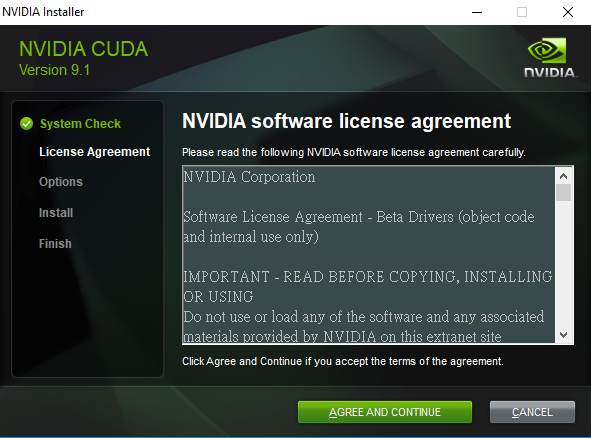 NVIDIA Installer
NVIDIA CUDA
Version 9.1
NVIDIA.
System Check
License Agreement
Options
Install
Finish
NVIDIA software license agreement
Please read the following NVIDIA software license agreement carefully.
NVIDIA Corporation
Software License Agreement - Beta Drivers (object code
and internal use only)
IMPORTANT - READ BEFORE COPYING, INSTALLING
OR USING
Do not use or load any of the software and any associated
materials provided by NVIDIA on this extranet site
Click Agree and Continue if you accept the terms of the agreement.
AGREE AND CONTINUE
CANCEL